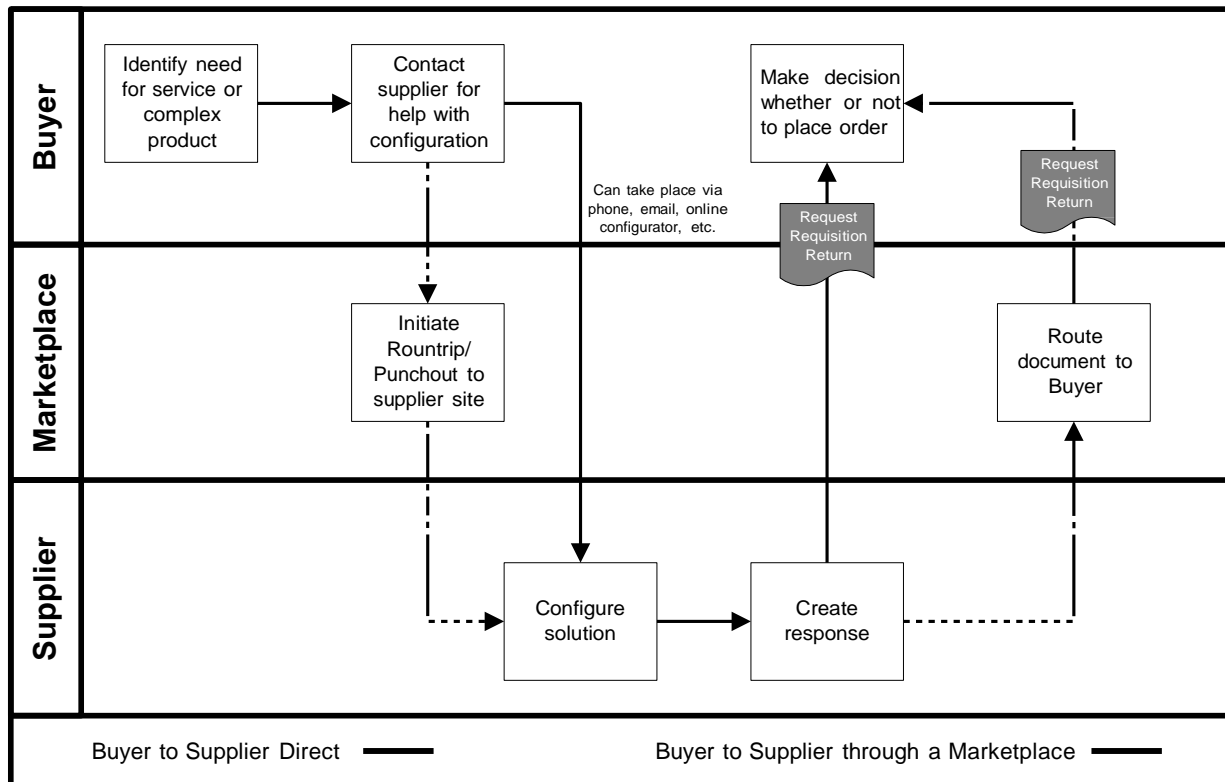 Buyer
Identify need
for service or
complex
product
Contact
supplier for
help with
configuration
Can take place via
phone, email, online
configurator, etc.
Make decision
whether or not
to place order
Request
Requisition
Return
Request
Requisition
Return
Marketplace
Initiate
Rountrip/
Punchout to
supplier site
Route
document to
Buyer
Supplier
Configure
solution
Create
response
Buyer to Supplier Direct
Buyer to Supplier through a Marketplace